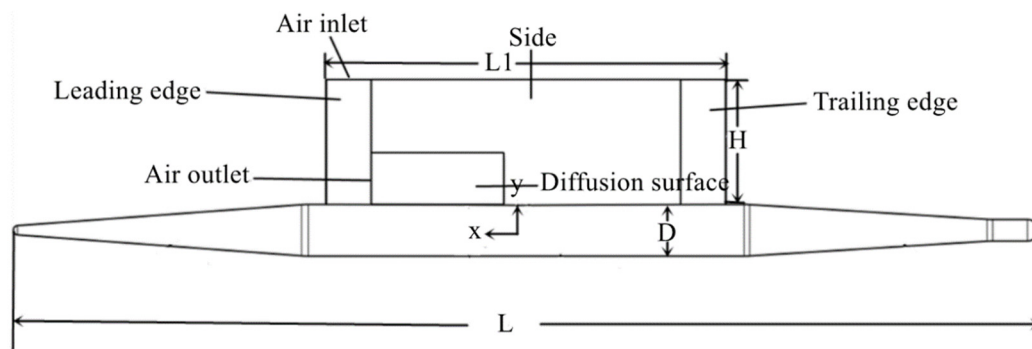 Air inlet
Side
L1
Leading edge
Trailing edge
H
Air outlet
y
Diffusion surface
x
D
L